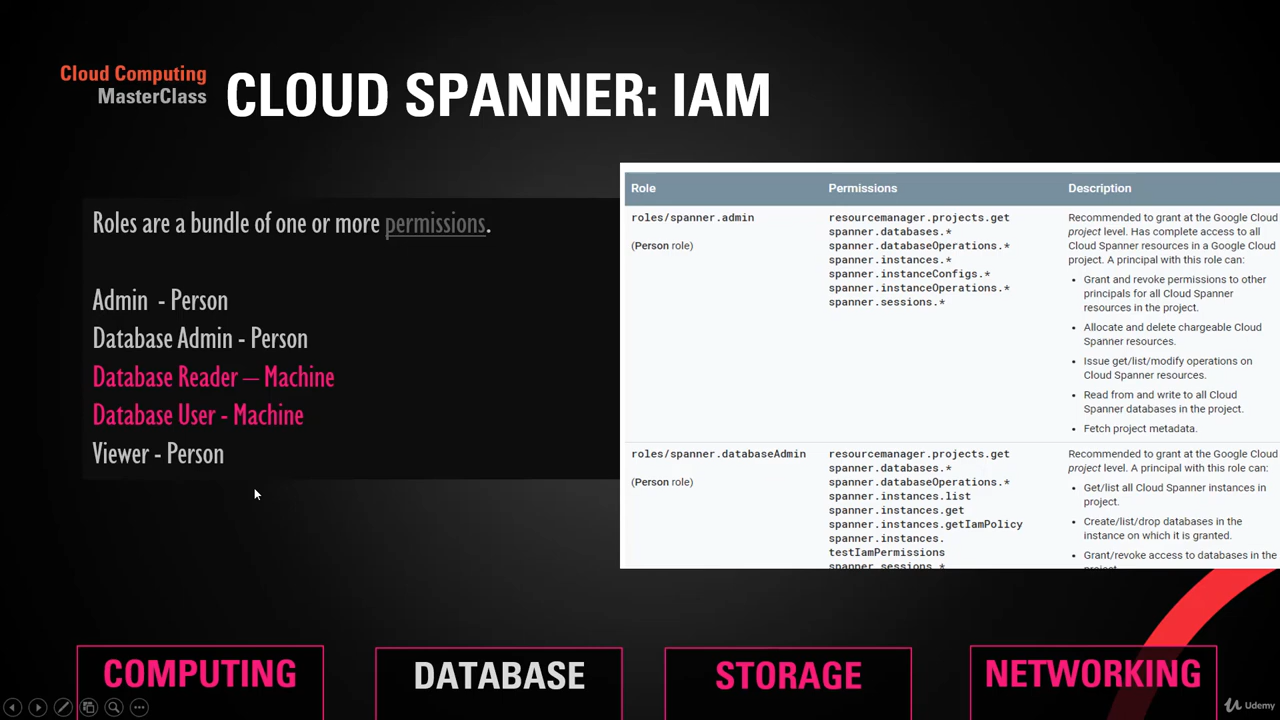 Cloud Computing
MasterClass
CLOUD SPANNER: IAM
Roles are a bundle of one or more permissions.
Admin - Person
Database Admin - Person
Database Reader – Machine
Database User - Machine
Viewer - Person
Role Permissions Description
roles/spanner.admin
(Person role)
resourcemanager.projects.get
spanner.databases.*
spanner.databaseOperations.*
spanner.instances.*
spanner.instanceConfigs.*
spanner.instanceOperations.*
spanner.sessions.*
Recommended to grant at the Google Cloud
project level. Has complete access to all
Cloud Spanner resources in a Google Cloud
project. A principal with this role can:
• Grant and revoke permissions to other
principals for all Cloud Spanner
resources in the project.
• Allocate and delete chargeable Cloud
Spanner resources.
• Issue get/list/modify operations on
Cloud Spanner resources.
• Read from and write to all Cloud
Spanner databases in the project.
• Fetch project metadata.
roles/spanner.databaseAdmin
(Person role)
resourcemanager.projects.get
spanner.databases.*
spanner.databaseOperations.*
spanner.instances.list
spanner.instances.get
spanner.instances.getIamPolicy
spanner.instances.
testIamPermissions
spanner.sessions.*
Recommended to grant at the Google Cloud
project level. A principal with this role can:
• Get/list all Cloud Spanner instances in
project.
• Create/list/drop databases in the
instance on which it is granted.
• Grant/revoke access to databases in the
project.
COMPUTING
DATABASE
STORAGE
NETWORKING
Udemy